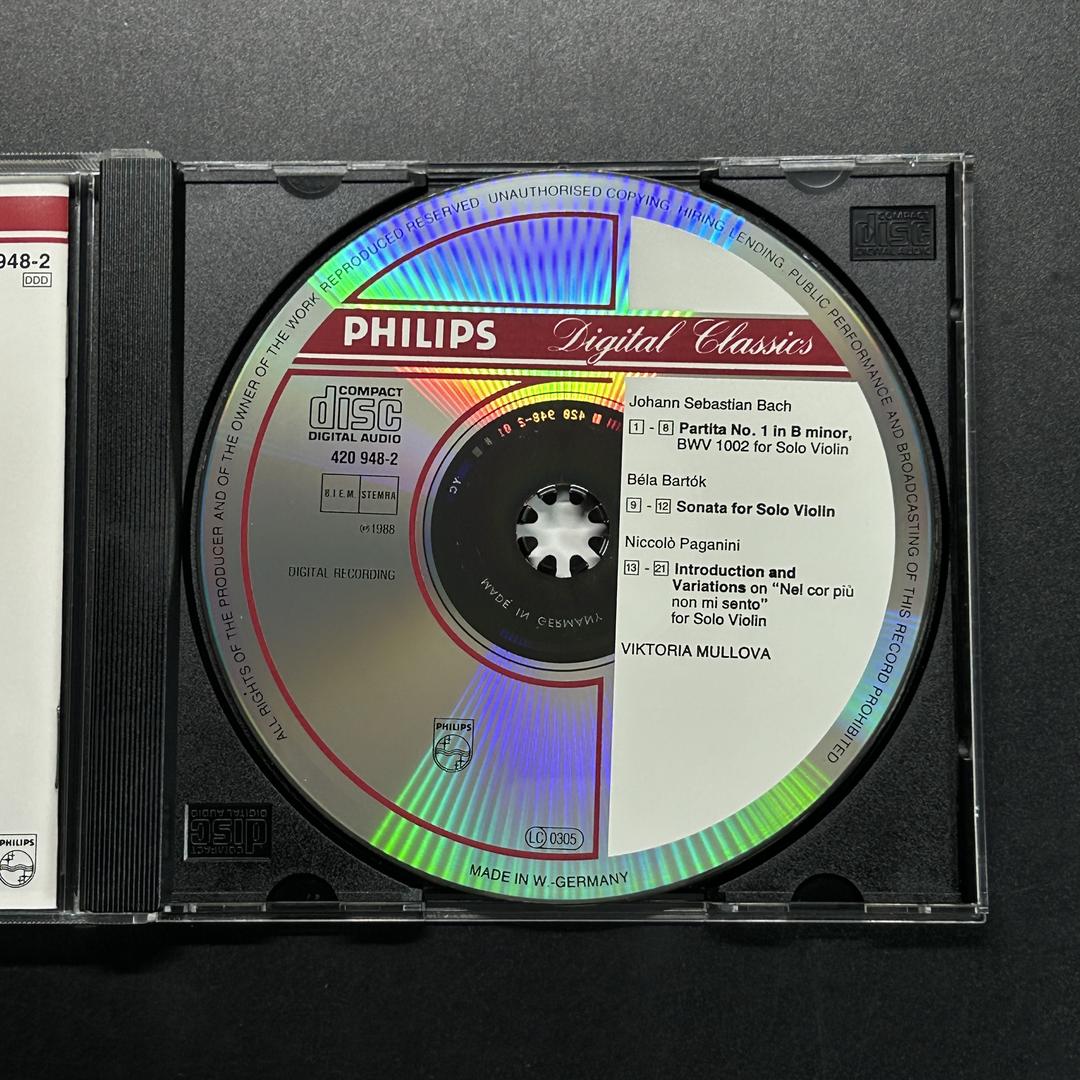 948-2
DDD
PHILIPS
COMPACT
disc
DIGITAL AUDIO
COMPACT
disc
DIGITAL AUDIO
ALL RIGHTS OF THE PRODUCER AND OF THE OWNER OF THE WORK REPRODUCED RESERVED UNAUTHORISED COPYING HIRING LENDING PUBLIC PERFORMANCE AND BROADCASTING OF THIS RECORD PROHIBITED
PHILIPS Digital Classics
COMPACT
disc
DIGITAL AUDIO
420 948-2
B.I.E.M. STEMRA
℗1988
DIGITAL RECORDING
420 948-2 01
MADE IN GERMANY
Johann Sebastian Bach
1 - 8 Partita No. 1 in B minor,
BWV 1002 for Solo Violin
Béla Bartók
9 - 12 Sonata for Solo Violin
Niccolò Paganini
13 - 21 Introduction and
Variations on “Nel cor più
non mi sento”
for Solo Violin
VIKTORIA MULLOVA
PHILIPS
LC 0305
MADE IN W.-GERMANY